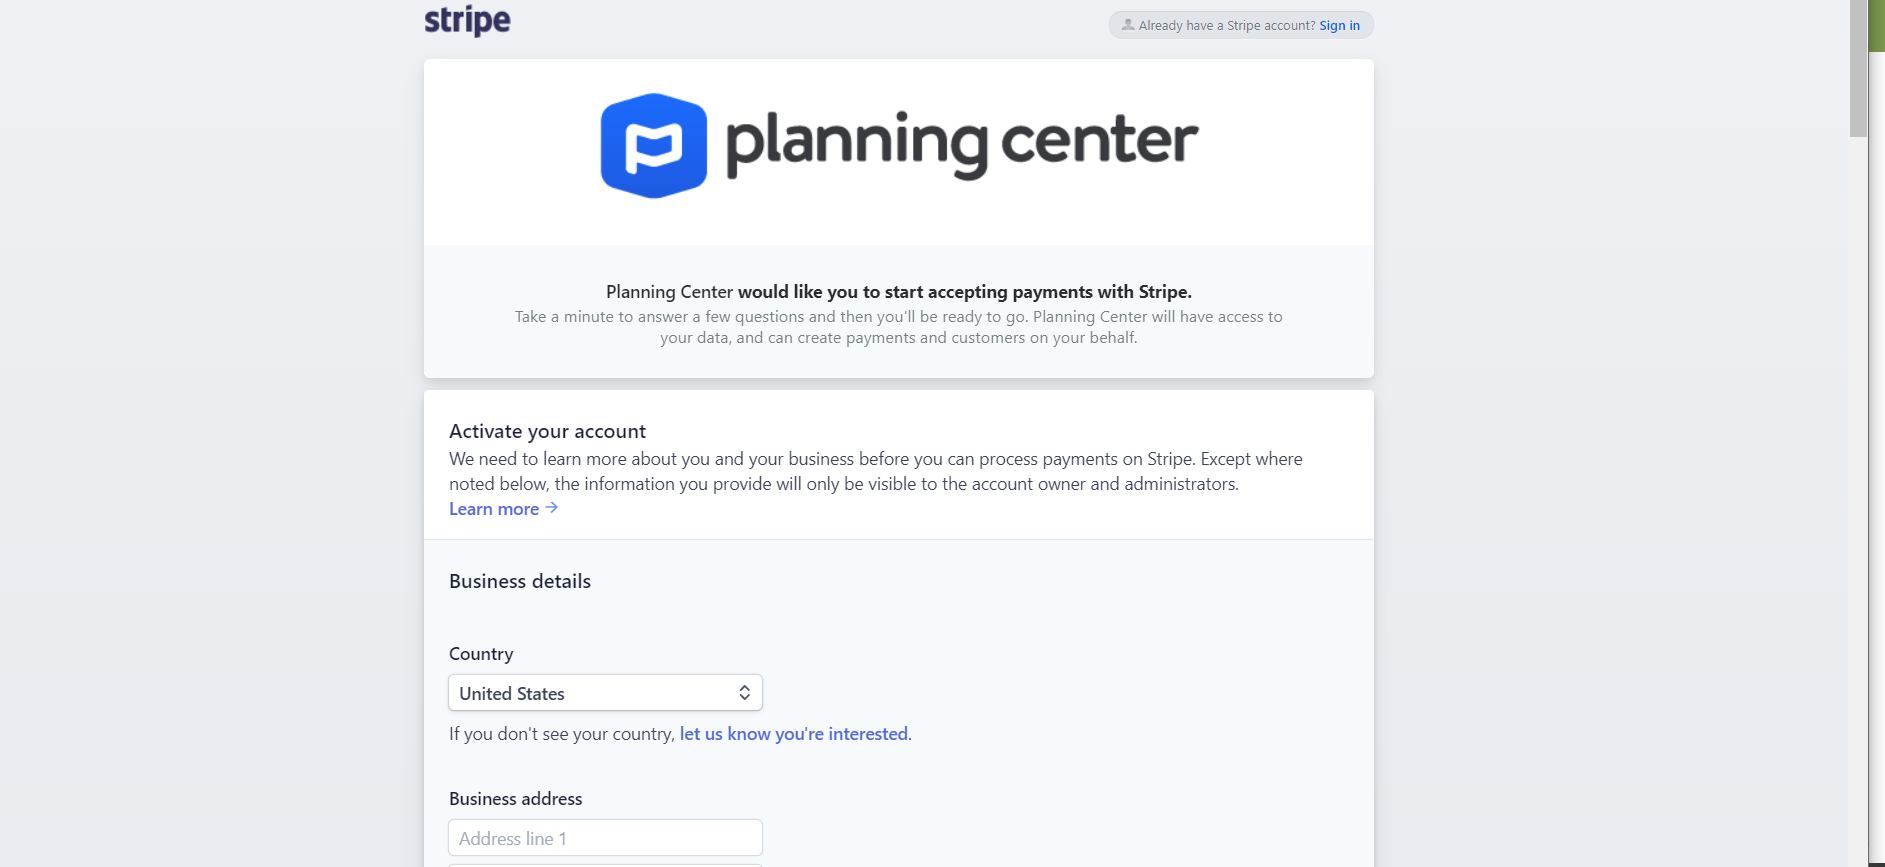 stripe
Already have a Stripe account? Sign in
planning center
Planning Center would like you to start accepting payments with Stripe.
Take a minute to answer a few questions and then you'll be ready to go. Planning Center will have access to
your data, and can create payments and customers on your behalf.
Activate your account
We need to learn more about you and your business before you can process payments on Stripe. Except where
noted below, the information you provide will only be visible to the account owner and administrators.
Learn more →
Business details
Country
United States
If you don't see your country, let us know you're interested.
Business address
Address line 1